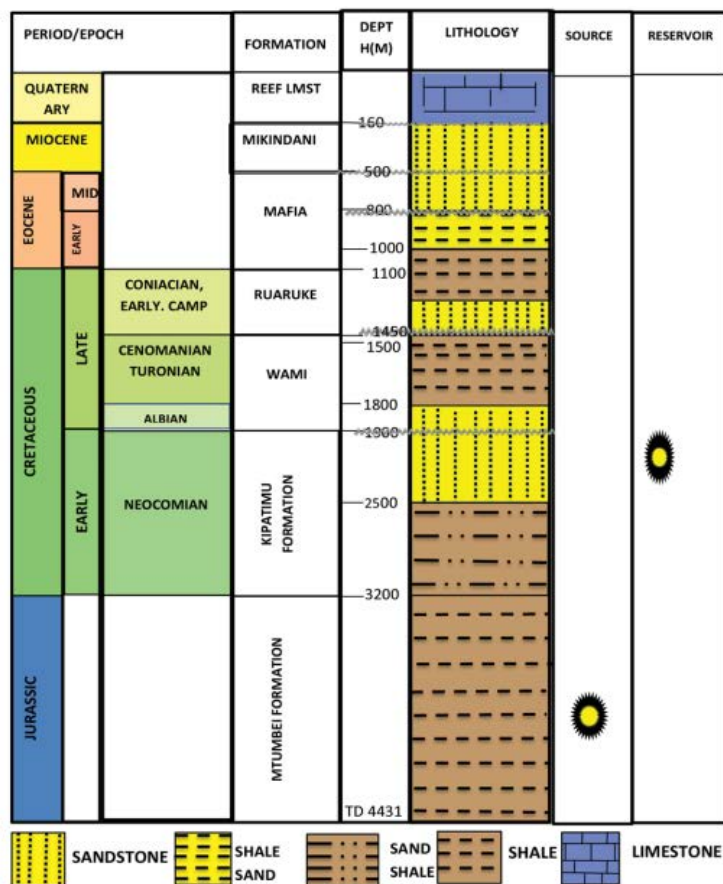 PERIOD/EPOCH
FORMATION
DEPT
H(M)
LITHOLOGY
SOURCE
RESERVOIR
QUATERN
ARY
REEF LMST
160
MIOCENE
MIKINDANI
500
EOCENE
MID
EARLY
MAFIA
800
1000
1100
CRETACEOUS
LATE
CONIACIAN,
EARLY. CAMP
RUARUKE
1450
1500
CENOMANIAN
TURONIAN
WAMI
1800
ALBIAN
1900
EARLY
NEOCOMIAN
KIPATIMU
FORMATION
2500
3200
JURASSIC
MTUMBEI FORMATION
TD 4431
SANDSTONE
SHALE
SAND
SAND
SHALE
SHALE
LIMESTONE